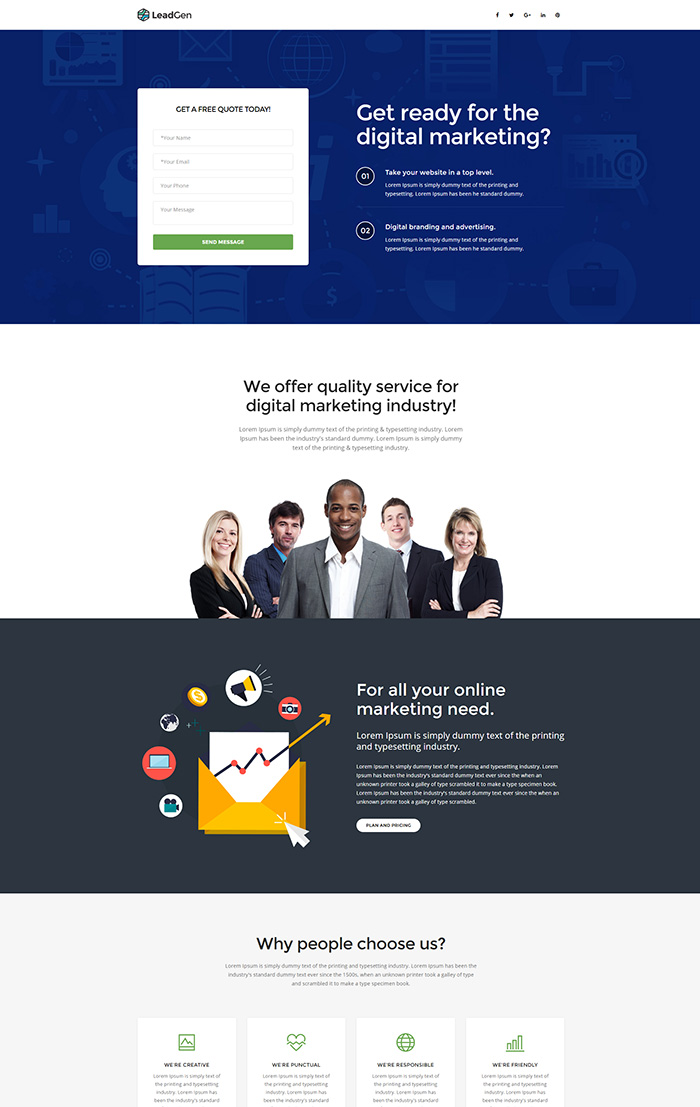 LeadGen
GET A FREE QUOTE TODAY!
*Your Name
*Your Email
Your Phone
Your Message
SEND MESSAGE
Get ready for the
digital marketing?
01
Take your website in a top level.
Lorem Ipsum is simply dummy text of the printing and
typesetting. Lorem Ipsum has been he standard dummy.
02
Digital branding and advertising.
Lorem Ipsum is simply dummy text of the printing and
typesetting. Lorem Ipsum has been he standard dummy.
We offer quality service for
digital marketing industry!
Lorem Ipsum is simply dummy text of the printing & typesetting industry. Lorem
Ipsum has been the industry's standard dummy. Lorem Ipsum is simply dummy
text of the printing & typesetting industry.
For all your online
marketing need.
Lorem Ipsum is simply dummy text of the printing
and typesetting industry.
Lorem Ipsum is simply dummy text of the printing and typesetting industry. Lorem
Ipsum has been the industry's standard dummy text ever since the when an
unknown printer took a galley of type and scrambled it to make a type specimen book.
Lorem Ipsum has been the industry's standard dummy text ever since the when an
unknown printer took a galley of type scrambled.
PLAN AND PRICING
Why people choose us?
Lorem Ipsum is simply dummy text of the printing and typesetting industry. Lorem Ipsum has been the
industry's standard dummy text ever since the 1500s, when an unknown printer took a galley of type
and scrambled it to make a type specimen book.
WE'RE CREATIVE
Lorem Ipsum is simply dummy text of
the printing and typesetting
industry. Lorem Ipsum has been
the industry's standard dummy
WE'RE PUNCTUAL
Lorem Ipsum is simply dummy text of
the printing and typesetting
industry. Lorem Ipsum has been
the industry's standard dummy
WE'RE RESPONSIBLE
Lorem Ipsum is simply dummy text of
the printing and typesetting
industry. Lorem Ipsum has been
the industry's standard dummy
WE'RE FRIENDLY
Lorem Ipsum is simply dummy text of
the printing and typesetting
industry. Lorem Ipsum has been
the industry's standard dummy